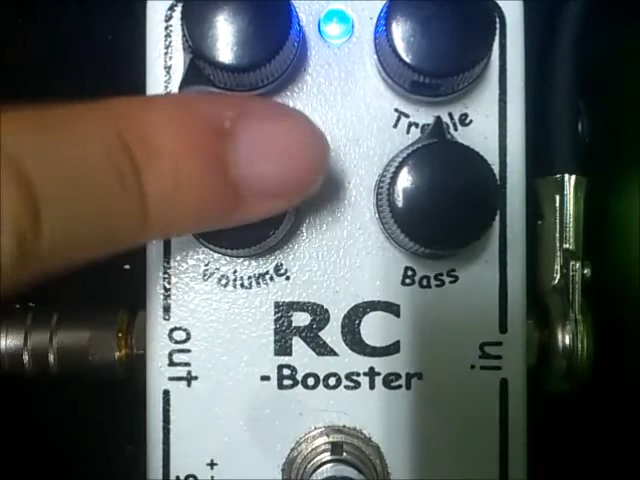 Treble
Volume
Bass
RC
-Booster
out
in